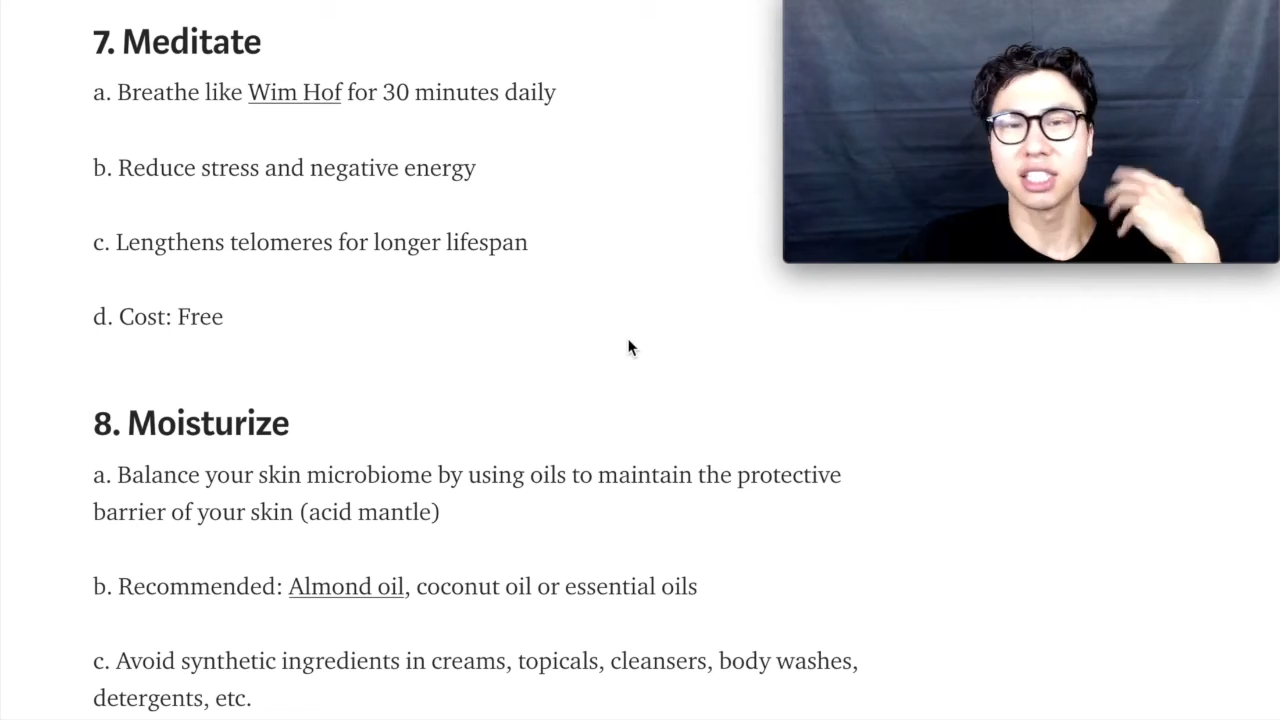 7. Meditate
a. Breathe like Wim Hof for 30 minutes daily
b. Reduce stress and negative energy
c. Lengthens telomeres for longer lifespan
d. Cost: Free
8. Moisturize
a. Balance your skin microbiome by using oils to maintain the protective
barrier of your skin (acid mantle)
b. Recommended: Almond oil, coconut oil or essential oils
c. Avoid synthetic ingredients in creams, topicals, cleansers, body washes,
detergents, etc.